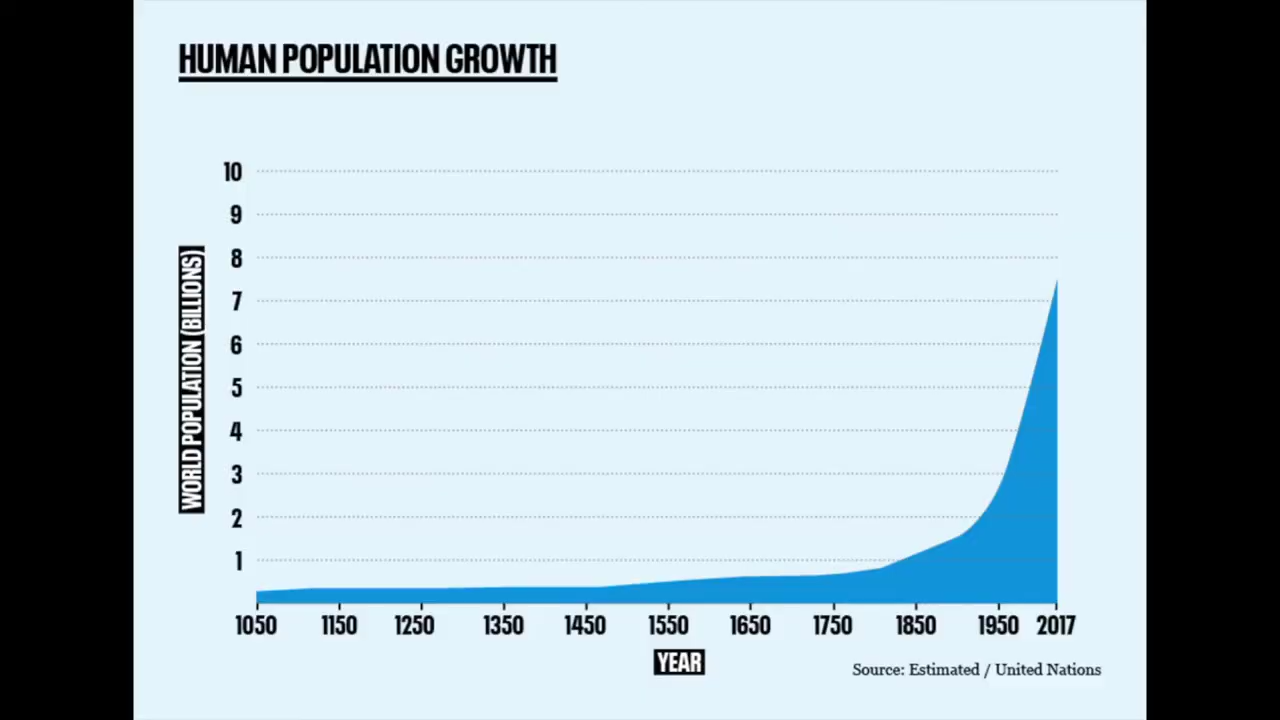 HUMAN POPULATION GROWTH
10
9
8
7
6
5
4
3
2
1
WORLD POPULATION (BILLIONS)
1050 1150 1250 1350 1450 1550 1650 1750 1850 1950 2017
YEAR
Source: Estimated / United Nations